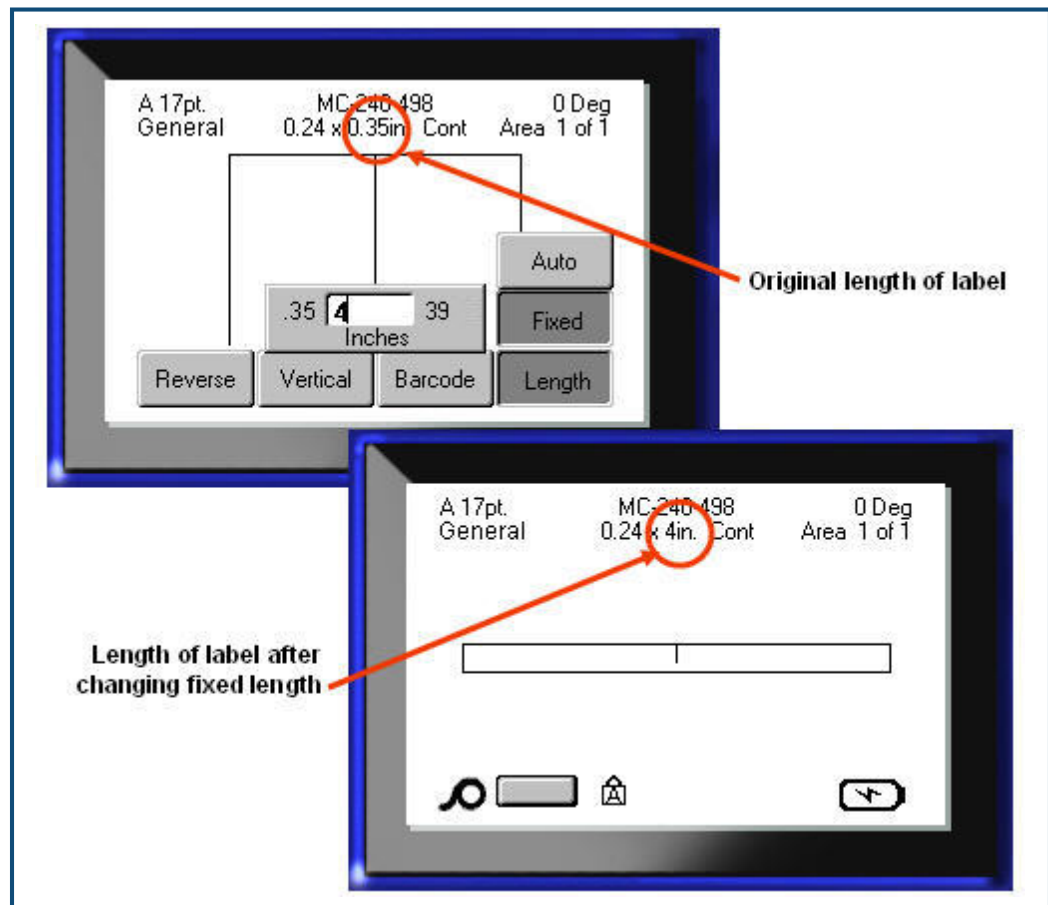 A 17pt. MC-240-498 0 Deg
General 0.24 x 0.35in. Cont Area 1 of 1
Auto
Original length of label
.35 4 39
Inches
Fixed
Reverse Vertical Barcode Length
A 17pt. MC-240-498 0 Deg
General 0.24 x 4in. Cont Area 1 of 1
Length of label after
changing fixed length
A